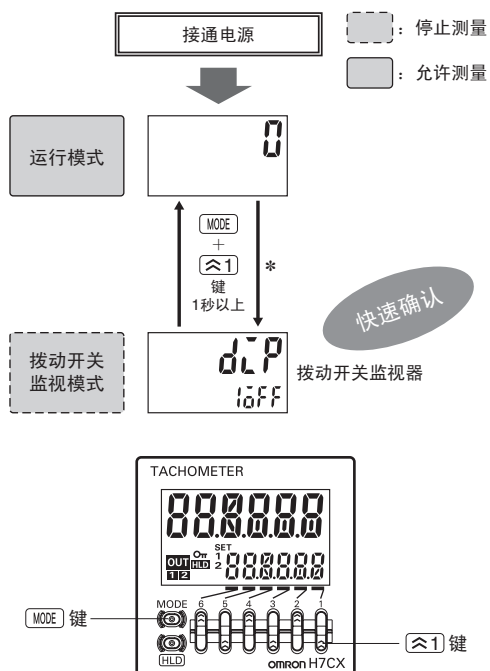 接通电源
：停止测量
：允许测量
运行模式
0
MODE
+
1
键
1秒以上
*
快速确认
拨动开关
监视模式
diP
1oFF
拨动开关监视器
TACHOMETER
888888
OUT HLD
1 2
SET
1
2
888888
MODE 6 5 4 3 2 1
MODE 键
1 键
HLD
OMRON H7CX